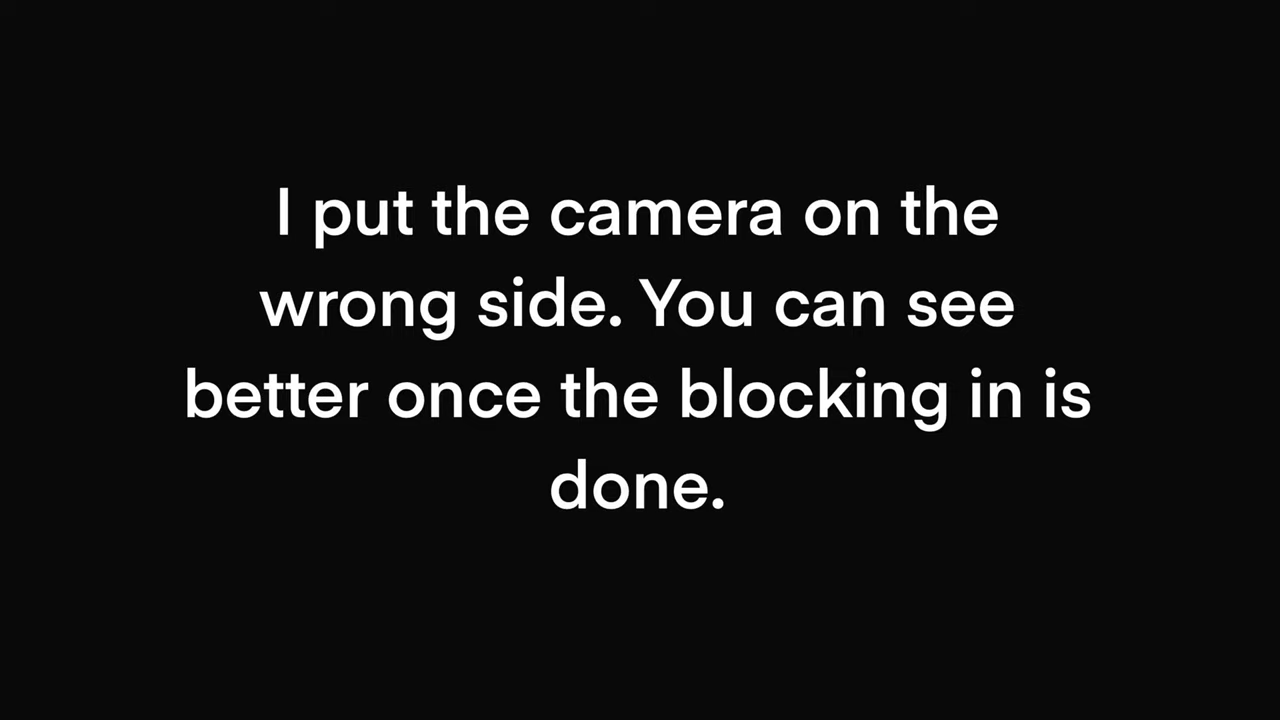 I put the camera on the
wrong side. You can see
better once the blocking in is
done.